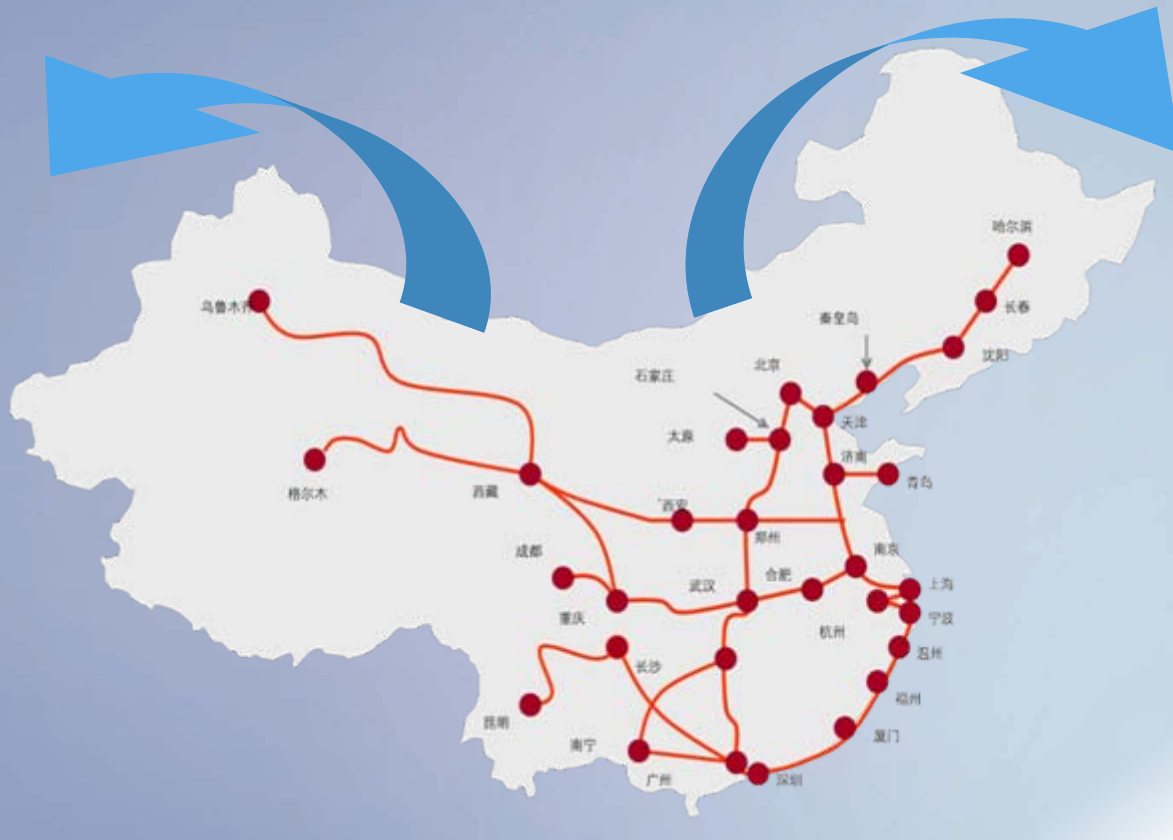 哈尔滨
长春
乌鲁木齐
秦皇岛
沈阳
北京
石家庄
天津
太原
济南
青岛
格尔木
西藏
西安
郑州
成都
南京
合肥
武汉
上海
重庆
宁波
杭州
温州
长沙
福州
昆明
厦门
南宁
广州
深圳